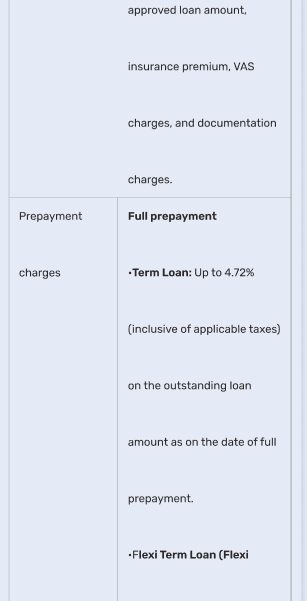 approved loan amount,
insurance premium, VAS
charges, and documentation
charges.
Prepayment
charges
Full prepayment
•Term Loan: Up to 4.72%
(inclusive of applicable taxes)
on the outstanding loan
amount as on the date of full
prepayment.
•Flexi Term Loan (Flexi